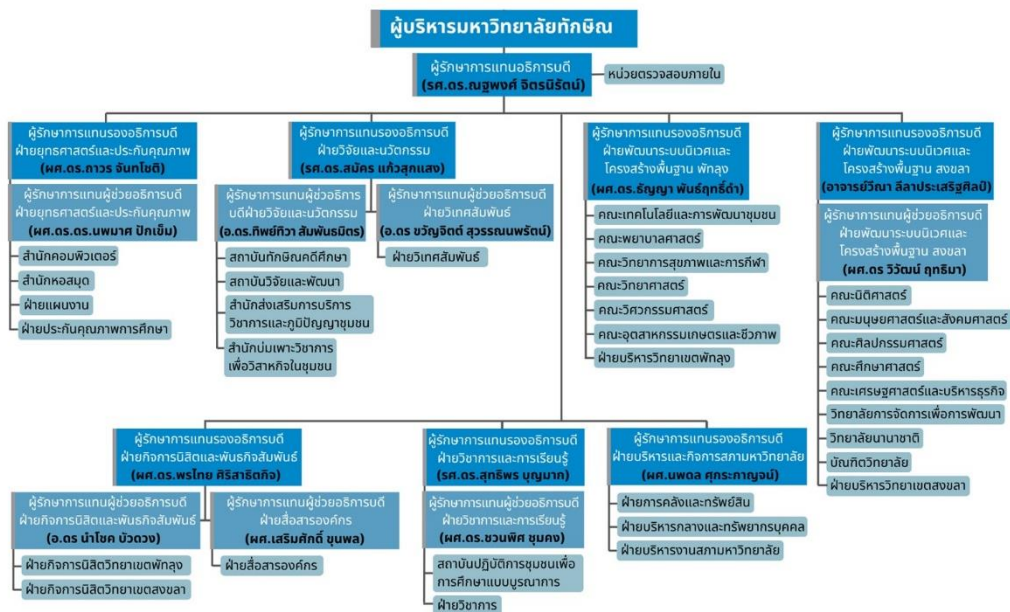 ผู้บริหารมหาวิทยาลัยทักษิณ
ผู้รักษาการแทนอธิการบดี
(รศ.ดร.ณฐพงศ์ จิตรนิรัตน์)
หน่วยตรวจสอบภายใน
ผู้รักษาการแทนรองอธิการบดี
ฝ่ายยุทธศาสตร์และประกันคุณภาพ
(ผศ.ดร.ถาวร จันทโชติ)
ผู้รักษาการแทนผู้ช่วยอธิการบดี
ฝ่ายยุทธศาสตร์และประกันคุณภาพ
(ผศ.ดร.ดร.นพมาศ ปักเข็ม)
สำนักคอมพิวเตอร์
สำนักหอสมุด
ฝ่ายแผนงาน
ฝ่ายประกันคุณภาพการศึกษา
ผู้รักษาการแทนรองอธิการบดี
ฝ่ายวิจัยและนวัตกรรม
(รศ.ดร.สมัคร แก้วสุกแสง)
ผู้รักษาการแทนผู้ช่วอธิการ
บดีฝ่ายวิจัยและนวัตกรรม
(อ.ดร.ทิพย์ทิวา สัมพันธมิตร)
สถาบันทักษิณคดีศึกษา
สถาบันวิจัยและพัฒนา
สำนักส่งเสริมการบริการ
วิชาการและภูมิปัญญาชุมชน
สำนักบ่มเพาะวิชาการ
เพื่อวิสาหกิจในชุมชน
ผู้รักษาการแทนผู้ช่วยอธิการบดี
ฝ่ายวิเทศสัมพันธ์
(อ.ดร ขวัญจิตต์ สุวรรณนพรัตน์)
ฝ่ายวิเทศสัมพันธ์
ผู้รักษาการแทนรองอธิการบดี
ฝ่ายพัฒนาระบบนิเวศและ
โครงสร้างพื้นฐาน พัทลุง
(ผศ.ดร.ธัญญา พันธ์ฤทธิ์ดำ)
คณะเทคโนโลยีและการพัฒนาชุมชน
คณะพยาบาลศาสตร์
คณะวิทยาการสุขภาพและการกีฬา
คณะวิทยาศาสตร์
คณะวิศวกรรมศาสตร์
คณะอุตสาหกรรมเกษตรและชีวภาพ
ฝ่ายบริหารวิทยาเขตพัทลุง
ผู้รักษาการแทนรองอธิการบดี
ฝ่ายพัฒนาระบบนิเวศและ
โครงสร้างพื้นฐาน สงขลา
(อาจารย์วีณา ลีลาประเสริฐศิลป์)
ผู้รักษาการแทนผู้ช่วยอธิการบดี
ฝ่ายพัฒนาระบบนิเวศและ
โครงสร้างพื้นฐาน สงขลา
(ผศ.ดร วิวัฒน์ ฤทธิมา)
คณะนิติศาสตร์
คณะมนุษยศาสตร์และสังคมศาสตร์
คณะศิลปกรรมศาสตร์
คณะศึกษาศาสตร์
คณะเศรษฐศาสตร์และบริหารธุรกิจ
วิทยาลัยการจัดการเพื่อการพัฒนา
วิทยาลัยนานาชาติ
บัณฑิตวิทยาลัย
ฝ่ายบริหารวิทยาเขตสงขลา
ผู้รักษาการแทนรองอธิการบดี
ฝ่ายกิจการนิสิตและพันธกิจสัมพันธ์
(ผศ.ดร.พรไทย ศิริสาธิตกิจ)
ผู้รักษาการแทนผู้ช่วยอธิการบดี
ฝ่ายกิจการนิสิตและพันธกิจสัมพันธ์
(อ.ดร นำโชค บัวดวง)
ฝ่ายกิจการนิสิตวิทยาเขตพัทลุง
ฝ่ายกิจการนิสิตวิทยาเขตสงขลา
ผู้รักษาการแทนผู้ช่วยอธิการบดี
ฝ่ายสื่อสารองค์กร
(ผศ.เสริมศักดิ์ ขุนพล)
ฝ่ายสื่อสารองค์กร
ผู้รักษาการแทนรองอธิการบดี
ฝ่ายวิชาการและการเรียนรู้
(รศ.ดร.สุทธิพร บุญมาก)
ผู้รักษาการแทนผู้ช่วยอธิการบดี
ฝ่ายวิชาการและการเรียนรู้
(ผศ.ดร.ชวนพิศ ชุมคง)
สถาบันปฏิบัติการชุมชนเพื่อ
การศึกษาแบบบูรณาการ
ฝ่ายวิชาการ
ผู้รักษาการแทนรองอธิการบดี
ฝ่ายบริหารและกิจการสภามหาวิทยาลัย
(ผศ.นพดล ศุกระกาญจน์)
ฝ่ายการคลังและทรัพย์สิน
ฝ่ายบริหารกลางและทรัพยากรบุคคล
ฝ่ายบริหารงานสภามหาวิทยาลัย